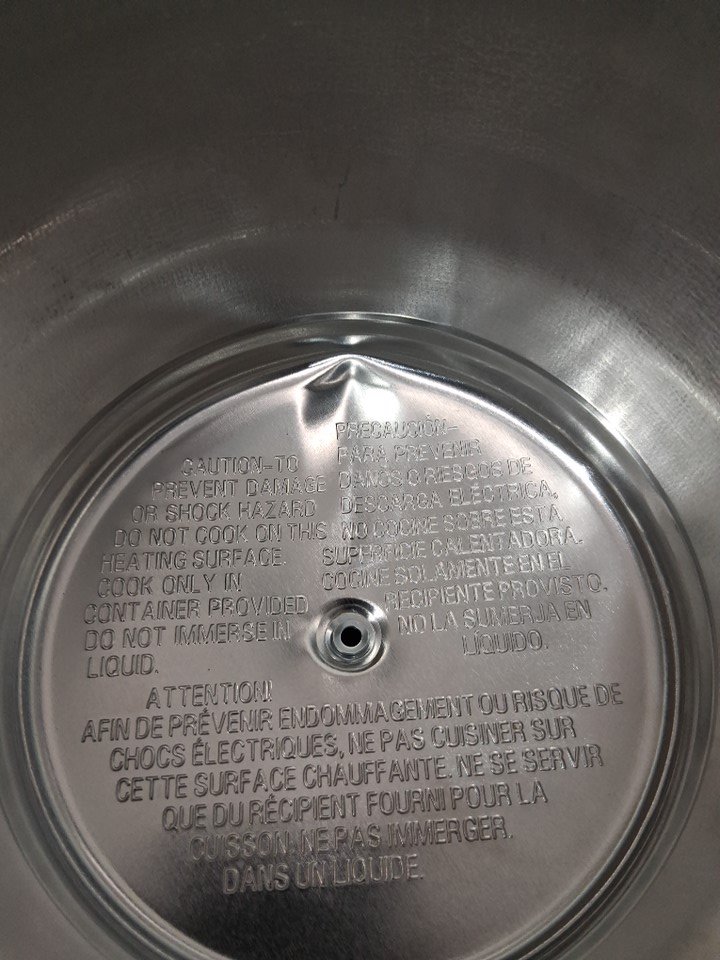 CAUTION-TO
PREVENT DAMAGE
OR SHOCK HAZARD
DO NOT COOK ON THIS
HEATING SURFACE.
COOK ONLY IN
CONTAINER PROVIDED
DO NOT IMMERSE IN
LIQUID.
PRECAUSIÓN-
PARA PREVENIR
DAÑOS O RIESGOS DE
DESCARGA ELÉCTRICA,
NO COCINE SOBRE ESTA
SUPERFICIE CALENTADORA.
COCINE SOLAMENTE EN EL
RECIPIENTE PROVISTO.
NO LA SUMERJA EN
LÍQUIDO.
ATTENTION!
AFIN DE PRÉVENIR ENDOMMAGEMENT OU RISQUE DE
CHOCS ÉLECTRIQUES, NE PAS CUISINER SUR
CETTE SURFACE CHAUFFANTE. NE SE SERVIR
QUE DU RÉCIPIENT FOURNI POUR LA
CUISSON. NE PAS IMMERGER.
DANS UN LIQUIDE.